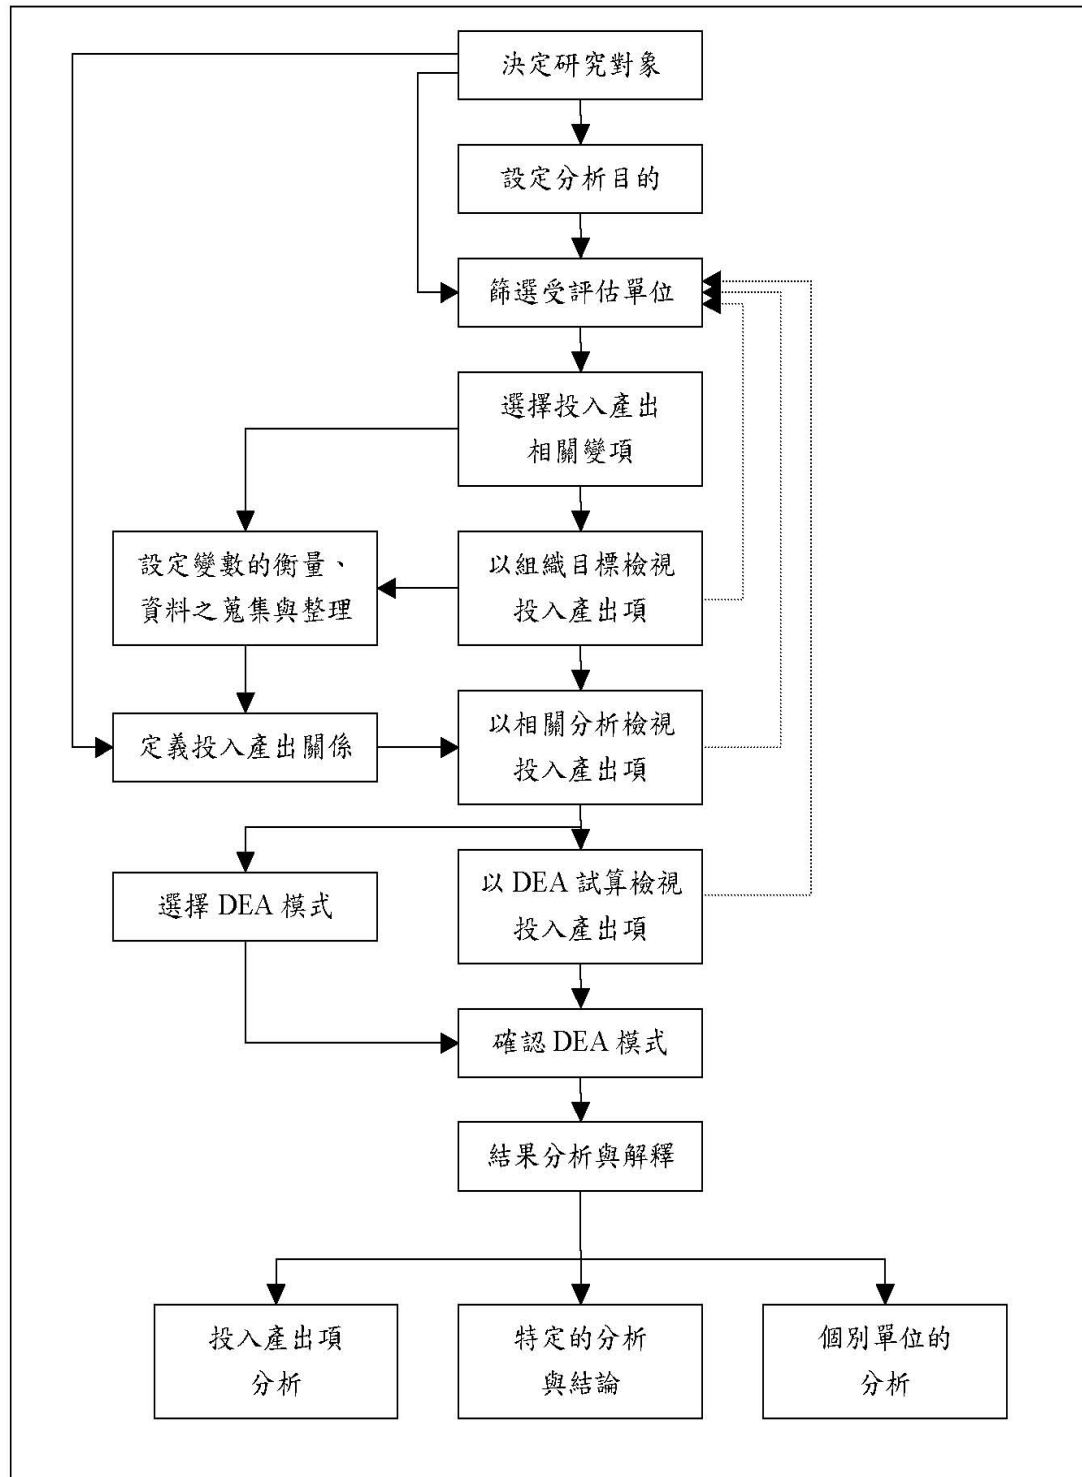 決定研究對象
設定分析目的
篩選受評估單位
選擇投入產出
相關變項
設定變數的衡量、
資料之蒐集與整理
以組織目標檢視
投入產出項
定義投入產出關係
以相關分析檢視
投入產出項
選擇 DEA 模式
以 DEA 試算檢視
投入產出項
確認 DEA 模式
結果分析與解釋
投入產出項
分析
特定的分析
與結論
個別單位的
分析